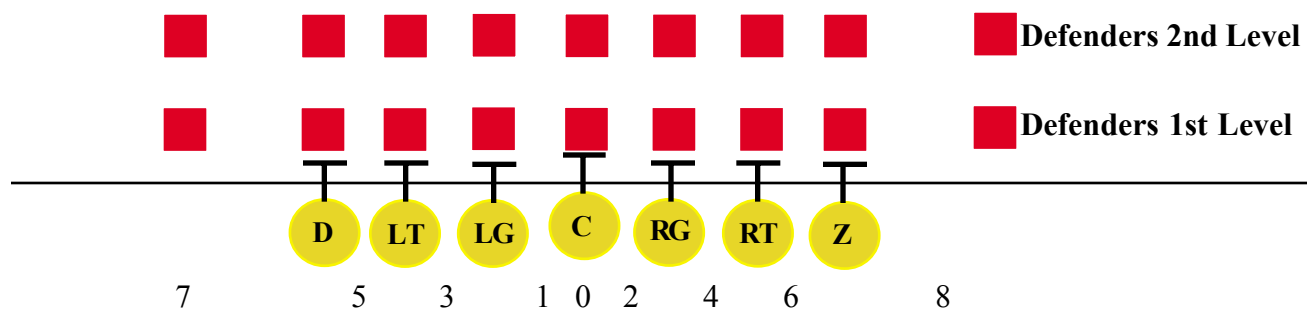 Defenders 2nd Level
Defenders 1st Level
D LT LG C RG RT Z
7 5 3 1 0 2 4 6 8